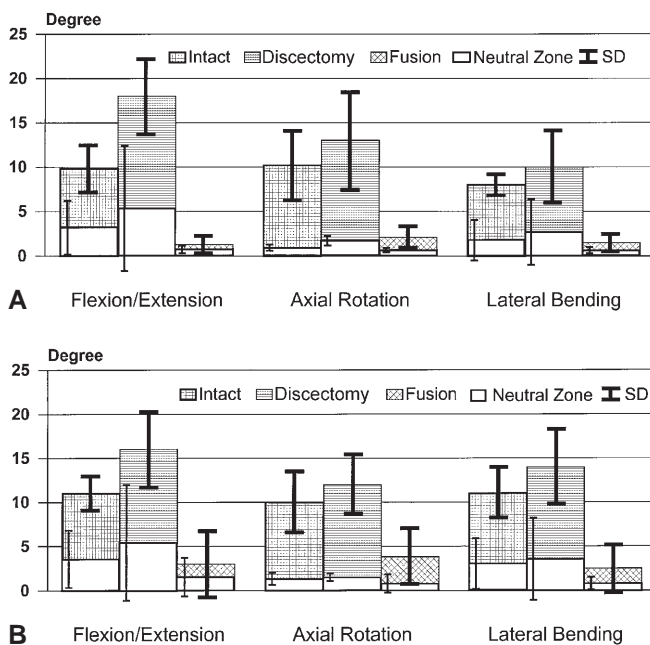 Degree
25
Intact Discectomy Fusion Neutral Zone SD
20
15
10
5
0
A
Flexion/Extension Axial Rotation Lateral Bending
Degree
25
Intact Discectomy Fusion Neutral Zone SD
20
15
10
5
0
B
Flexion/Extension Axial Rotation Lateral Bending